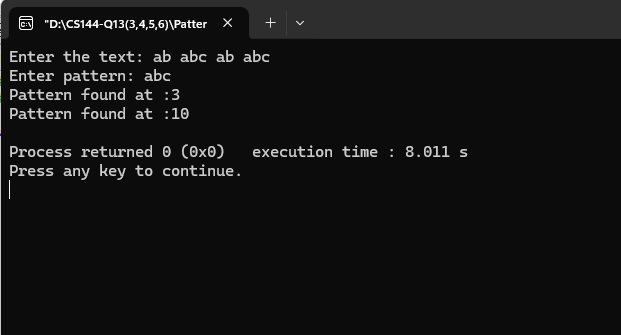 "D:\CS144-Q13(3,4,5,6)\Patter
Enter the text: ab abc ab abc
Enter pattern: abc
Pattern found at :3
Pattern found at :10
Process returned 0 (0x0)   execution time : 8.011 s
Press any key to continue.